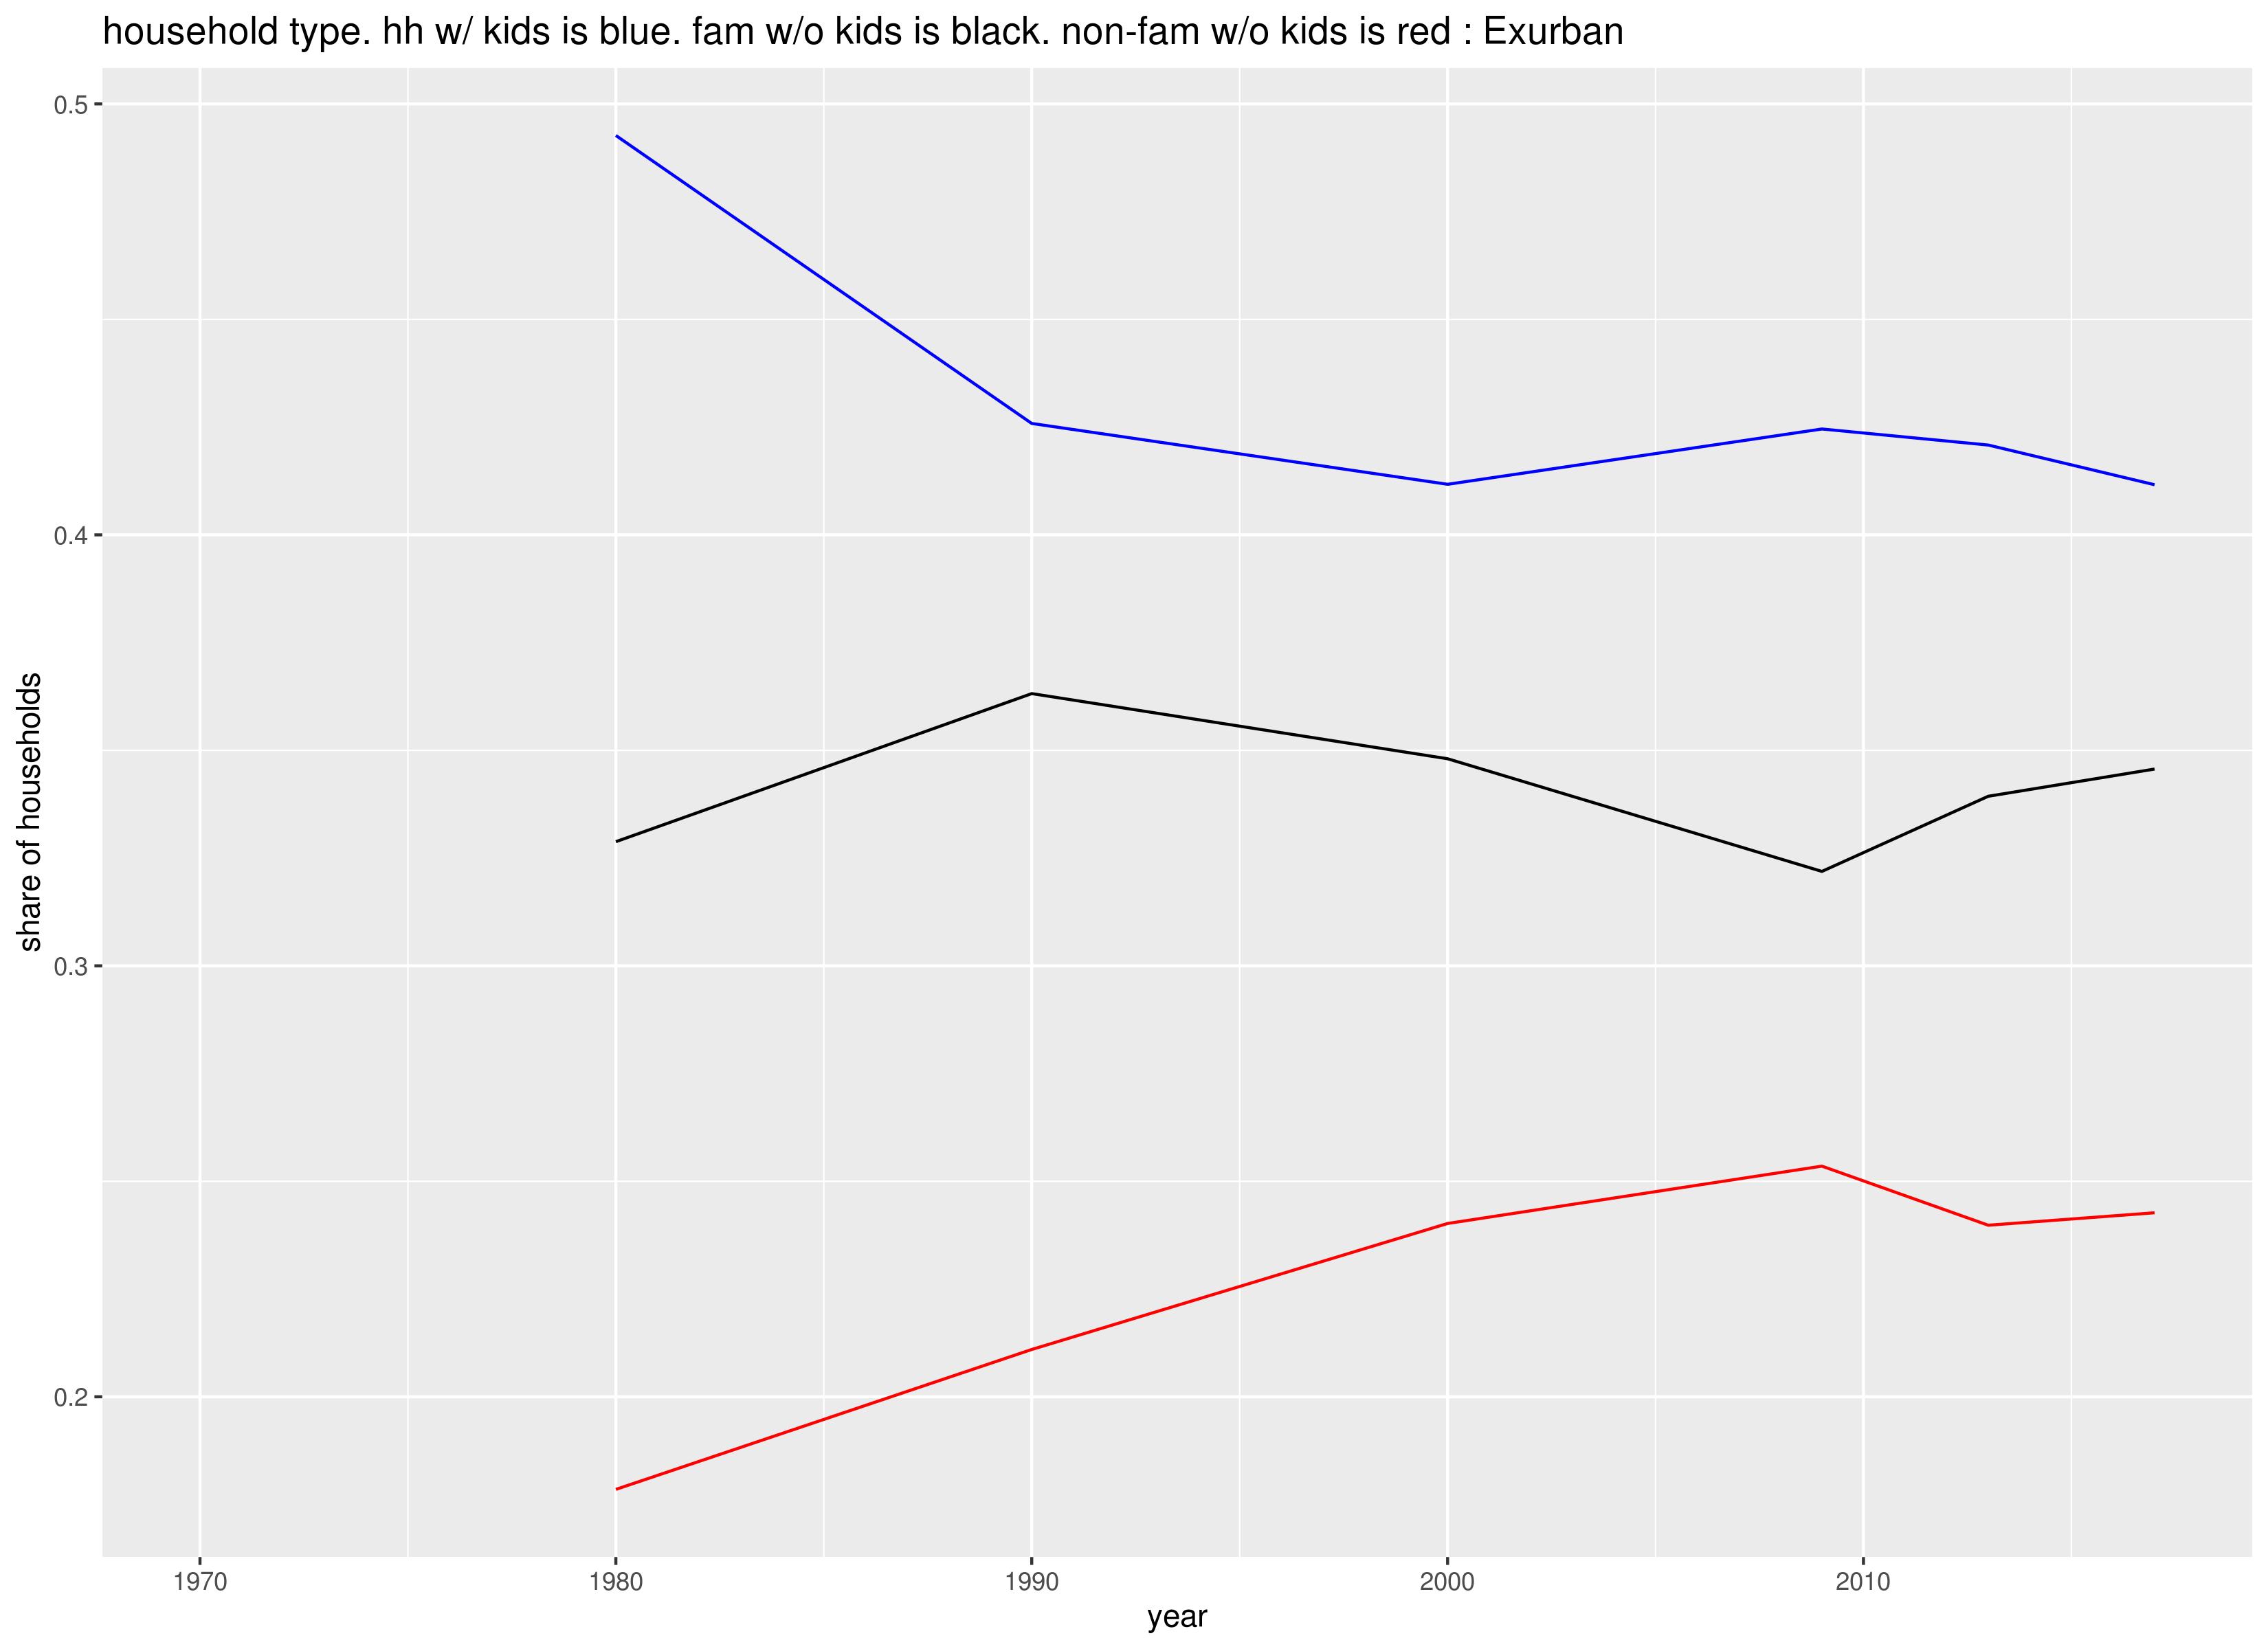 household type. hh w/ kids is blue. fam w/o kids is black. non-fam w/o kids is red : Exurban
0.5
0.4
0.3
0.2
share of households
1970 1980 1990 2000 2010
year